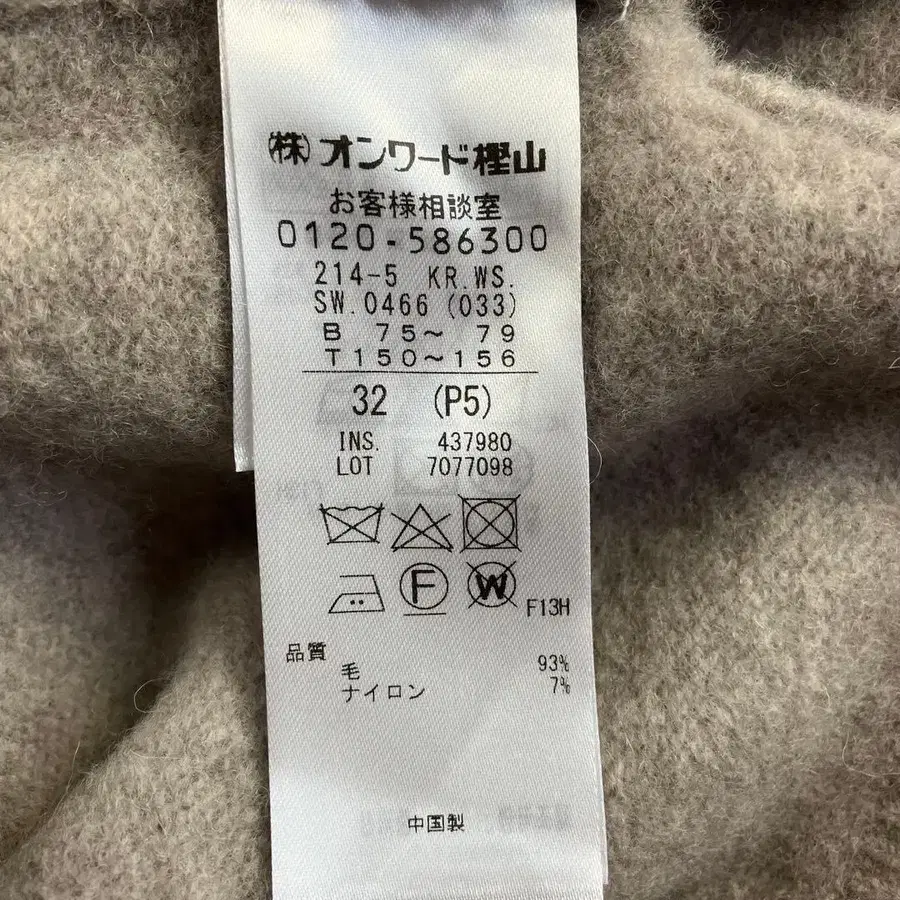 ㈱オンワード樫山
お客様相談室
0120-586300
214-5 KR.WS.
SW.0466 (033)
B 75～ 79
T150～156
32 (P5)
INS. 437980
LOT 7077098
F
W
F13H
品質
毛 93%
ナイロン 7%
中国製